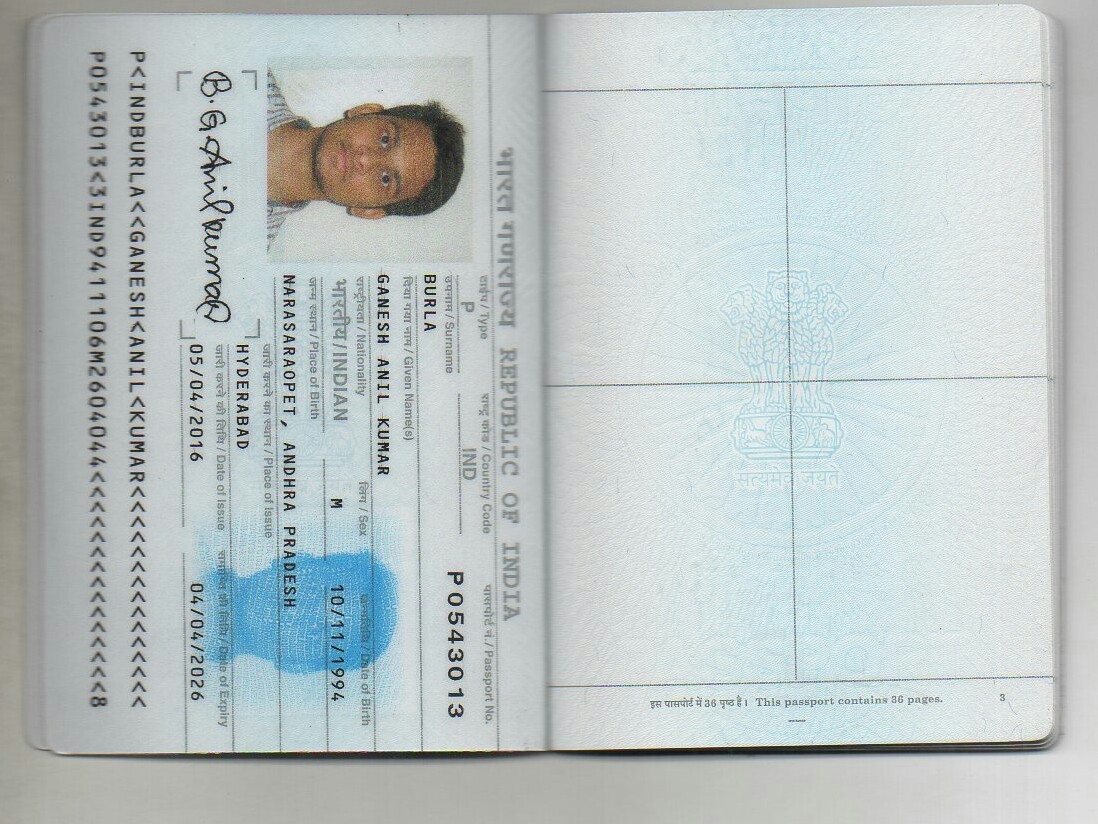 भारत गणराज्य REPUBLIC OF INDIA
टाईप / Type राष्ट्र कोड / Country Code पासपोर्ट नं. / Passport No.
P IND P0543013
उपनाम / Surname
BURLA
दिया गया नाम / Given Name(s)
GANESH ANIL KUMAR
राष्ट्रीयता / Nationality लिंग / Sex जन्मतिथि / Date of Birth
भारतीय / INDIAN M 10/11/1994
जन्म स्थान / Place of Birth
NARASARAOPET, ANDHRA PRADESH
जारी करने का स्थान / Place of Issue
HYDERABAD
जारी करने की तिथि / Date of Issue समाप्ति की तिथि / Date of Expiry
05/04/2016 04/04/2026
B.G.Anil kumar
P<INDBURLA<<GANESH<ANIL<KUMAR<<<<<<<<<<<<<<<
P0543013<3IND9411106M2604044<<<<<<<<<<<<<<<8
सत्यमेव जयते
इस पासपोर्ट में 36 पृष्ठ हैं। This passport contains 36 pages. 3